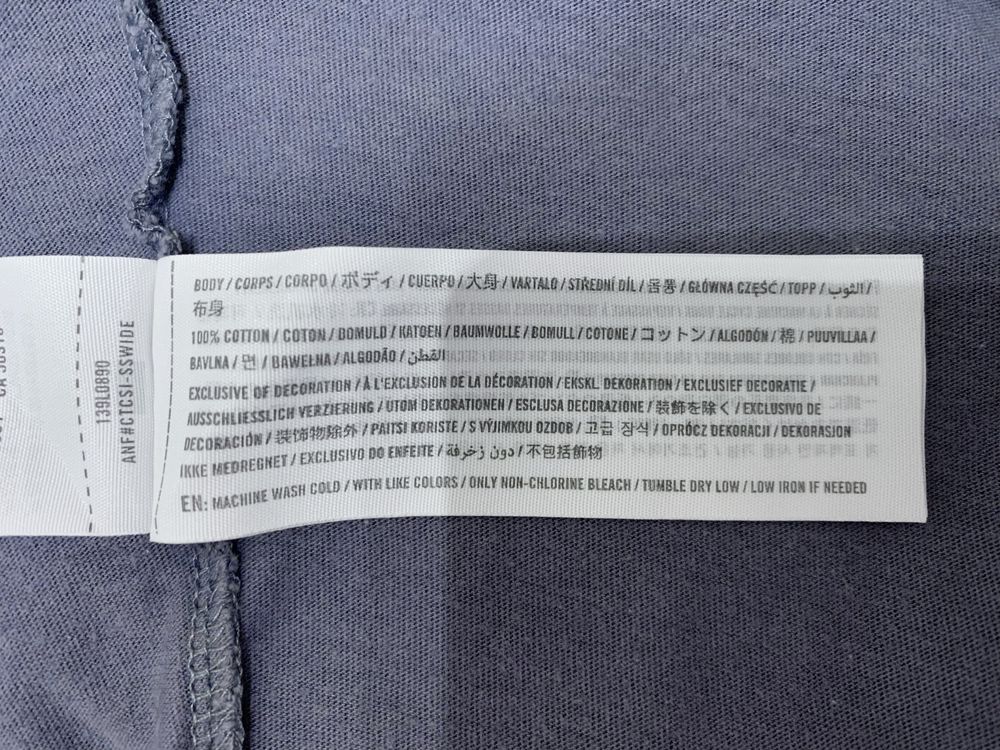 BODY / CORPS / CORPO / ボディ / CUERPO / 大身 / VARTALO / STŘEDNÍ DÍL / 몸통 / GŁÓWNA CZĘŚĆ / TOPP / الثوب /
布身
100% COTTON / COTON / BOMULD / KATOEN / BAUMWOLLE / BOMULL / COTONE / コットン / ALGODÓN / 棉 / PUUVILLAA /
BAVLNA / 면 / BAWEŁNA / ALGODÃO / القطن
EXCLUSIVE OF DECORATION / À L'EXCLUSION DE LA DÉCORATION / EKSKL. DEKORATION / EXCLUSIEF DECORATIE /
AUSSCHLIESSLICH VERZIERUNG / UTOM DEKORATIONEN / ESCLUSA DECORAZIONE / 装飾を除く / EXCLUSIVO DE
DECORACIÓN / 装饰物除外 / PAITSI KORISTE / S VÝJIMKOU OZDOB / 고급 장식 / OPRÓCZ DEKORACJI / DEKORASJON
IKKE MEDREGNET / EXCLUSIVO DO ENFEITE / دون زخرفة / 不包括飾物
EN: MACHINE WASH COLD / WITH LIKE COLORS / ONLY NON-CHLORINE BLEACH / TUMBLE DRY LOW / LOW IRON IF NEEDED
139L0890
ANF#CTCSI-SSWIDE